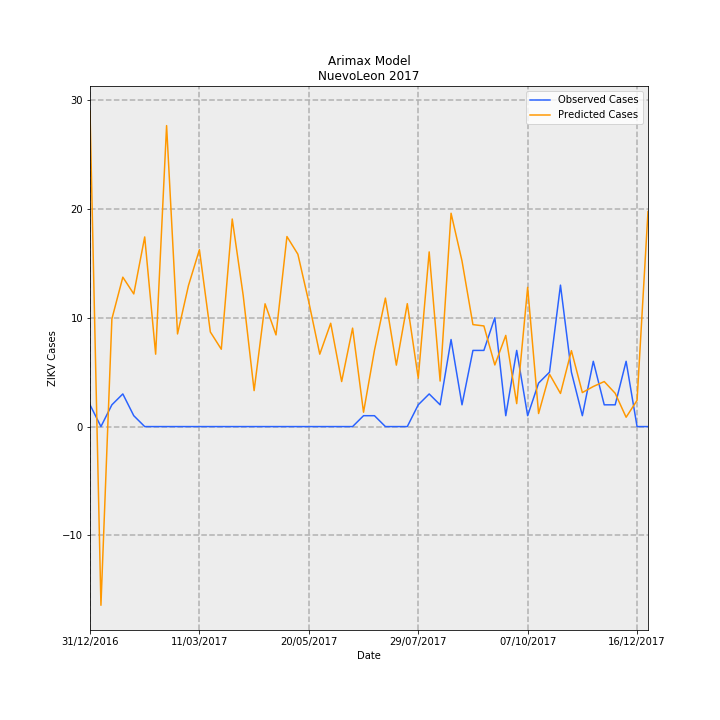 Arimax Model
NuevoLeon 2017
Observed Cases
Predicted Cases
30
20
10
0
−10
ZIKV Cases
31/12/2016
11/03/2017
20/05/2017
29/07/2017
07/10/2017
16/12/2017
Date